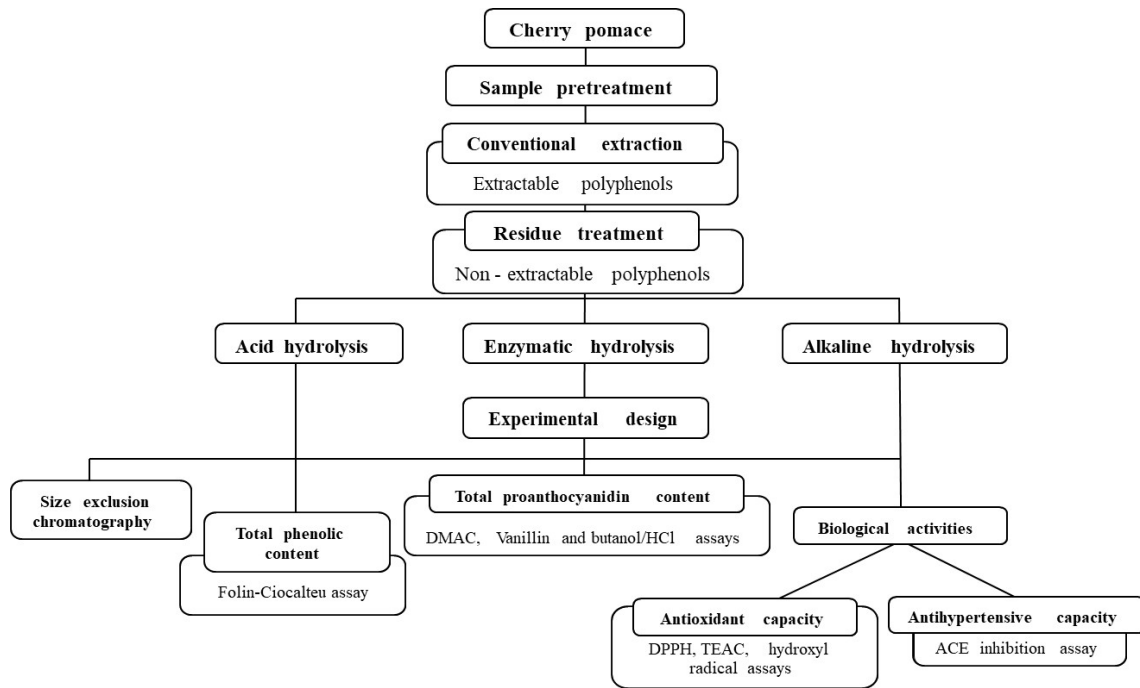 Cherry pomace
Sample pretreatment
Conventional extraction
Extractable polyphenols
Residue treatment
Non - extractable polyphenols
Acid hydrolysis
Enzymatic hydrolysis
Alkaline hydrolysis
Experimental design
Size exclusion
chromatography
Total phenolic
content
Folin-Ciocalteu assay
Total proanthocyanidin content
DMAC, Vanillin and butanol/HCl assays
Biological activities
Antioxidant capacity
DPPH, TEAC, hydroxyl
radical assays
Antihypertensive capacity
ACE inhibition assay